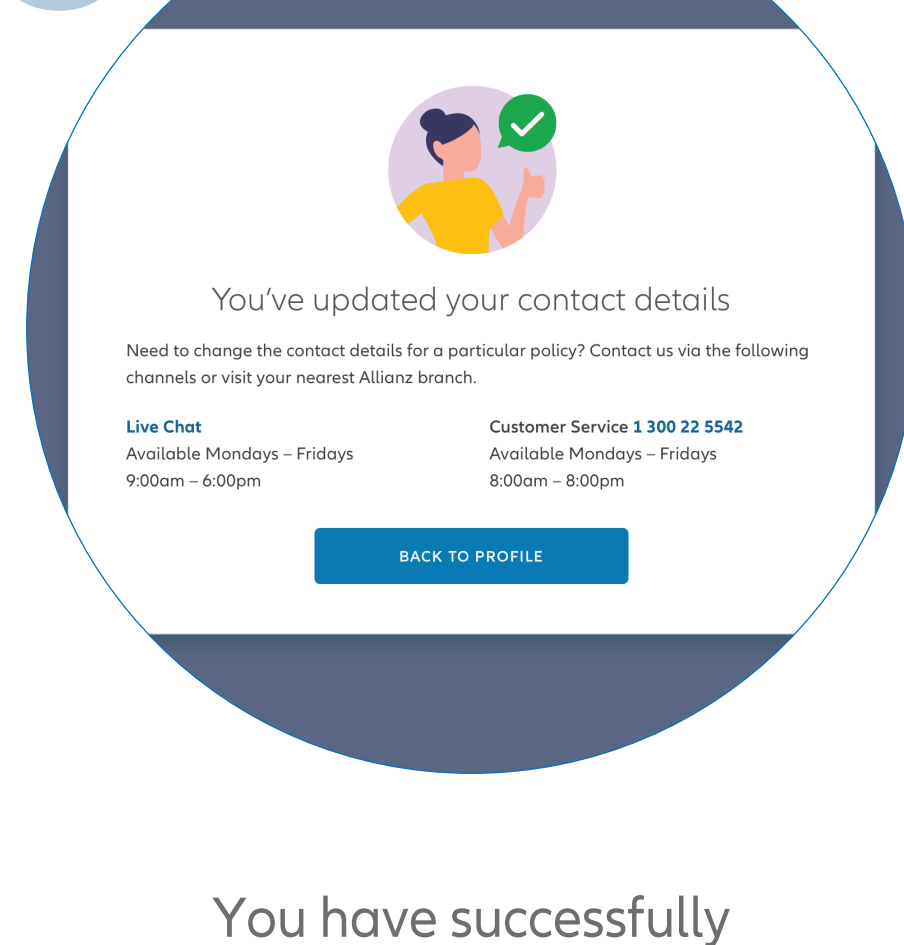 You've updated your contact details
Need to change the contact details for a particular policy? Contact us via the following
channels or visit your nearest Allianz branch.
Live Chat
Available Mondays – Fridays
9:00am – 6:00pm
Customer Service 1 300 22 5542
Available Mondays – Fridays
8:00am – 8:00pm
BACK TO PROFILE
You have successfully